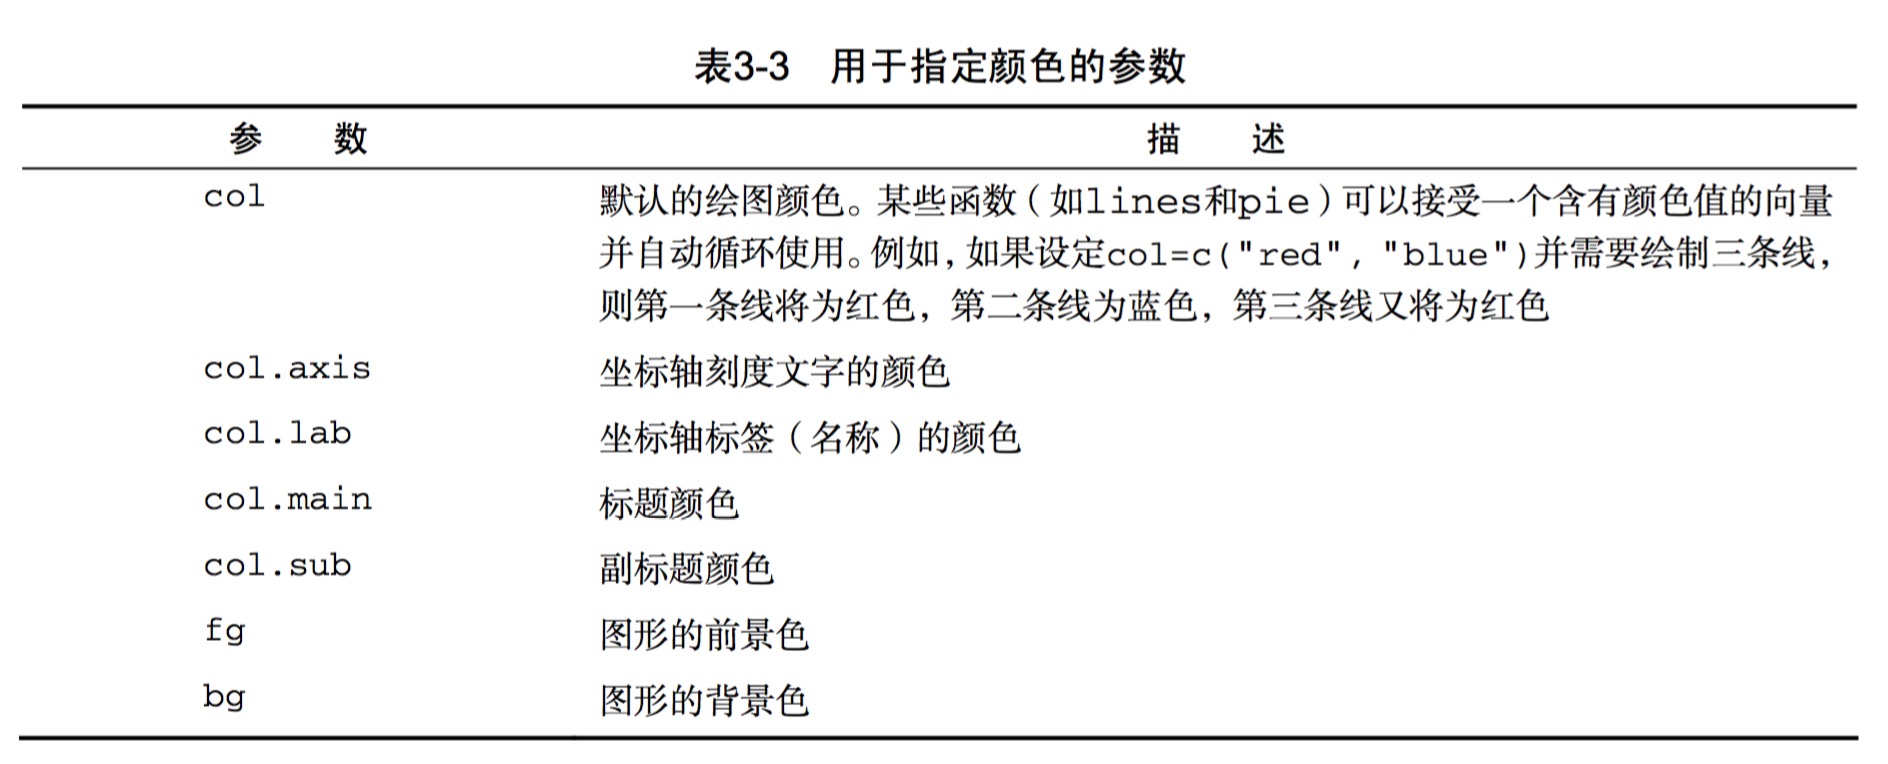 表3-3 用于指定颜色的参数
参 数 描 述
col 默认的绘图颜色。某些函数（如lines和pie）可以接受一个含有颜色值的向量
并自动循环使用。例如，如果设定col=c("red", "blue")并需要绘制三条线，
则第一条线将为红色，第二条线为蓝色，第三条线又将为红色
col.axis 坐标轴刻度文字的颜色
col.lab 坐标轴标签（名称）的颜色
col.main 标题颜色
col.sub 副标题颜色
fg 图形的前景色
bg 图形的背景色